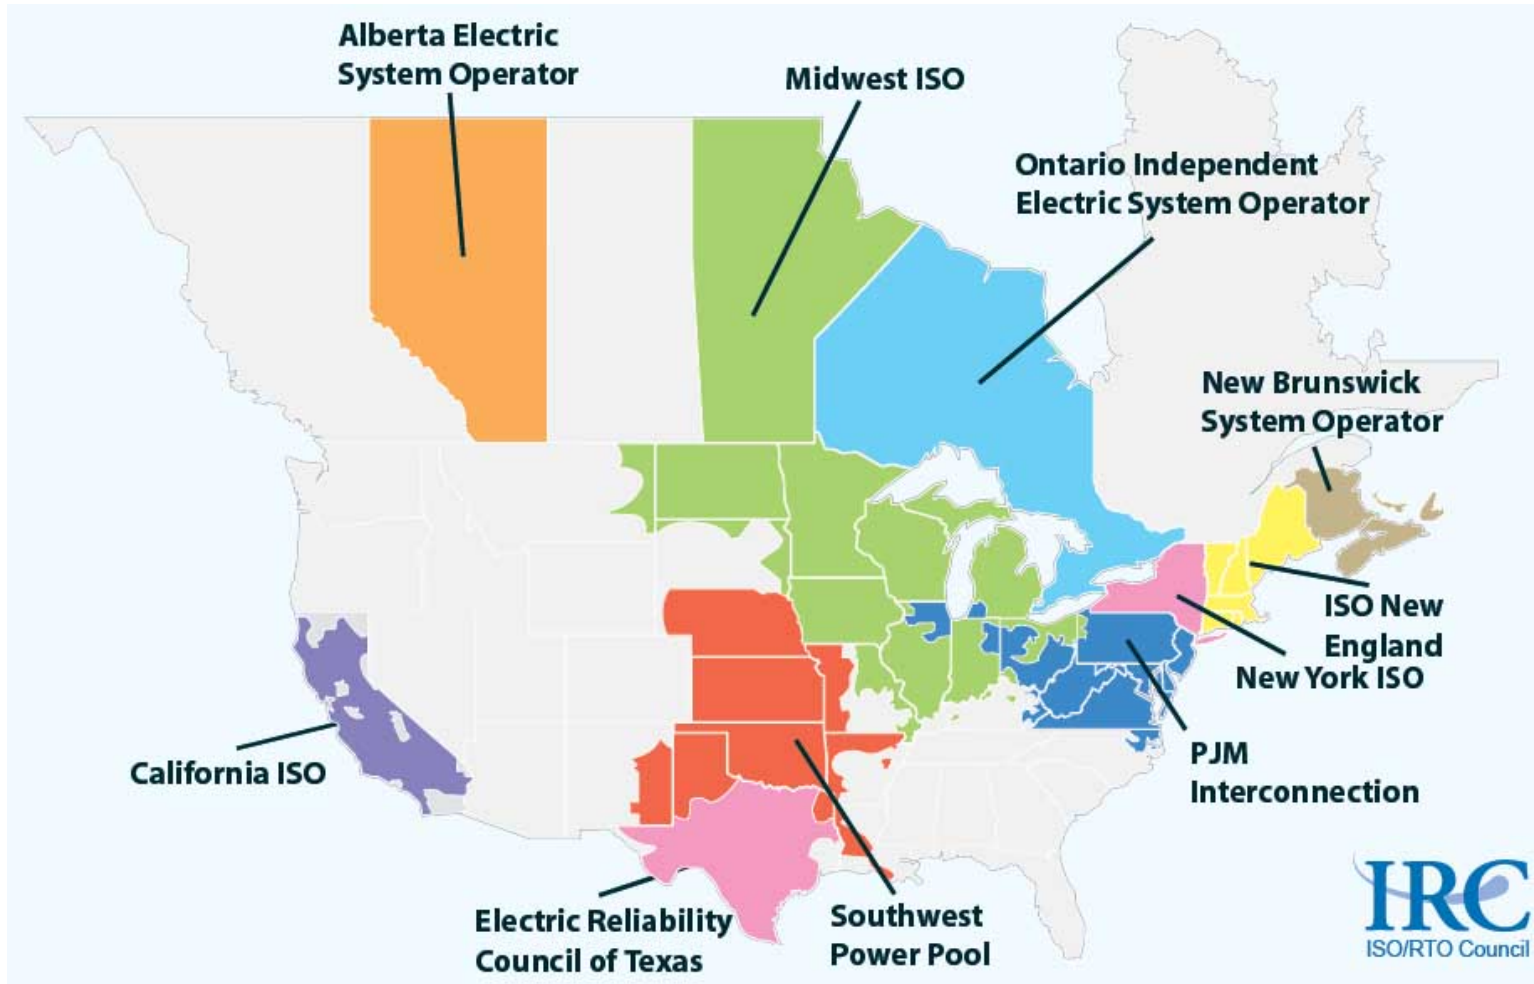 Alberta Electric
System Operator
Midwest ISO
Ontario Independent
Electric System Operator
New Brunswick
System Operator
ISO New
England
New York ISO
PJM
Interconnection
California ISO
Electric Reliability
Council of Texas
Southwest
Power Pool
IRC
ISO/RTO Council